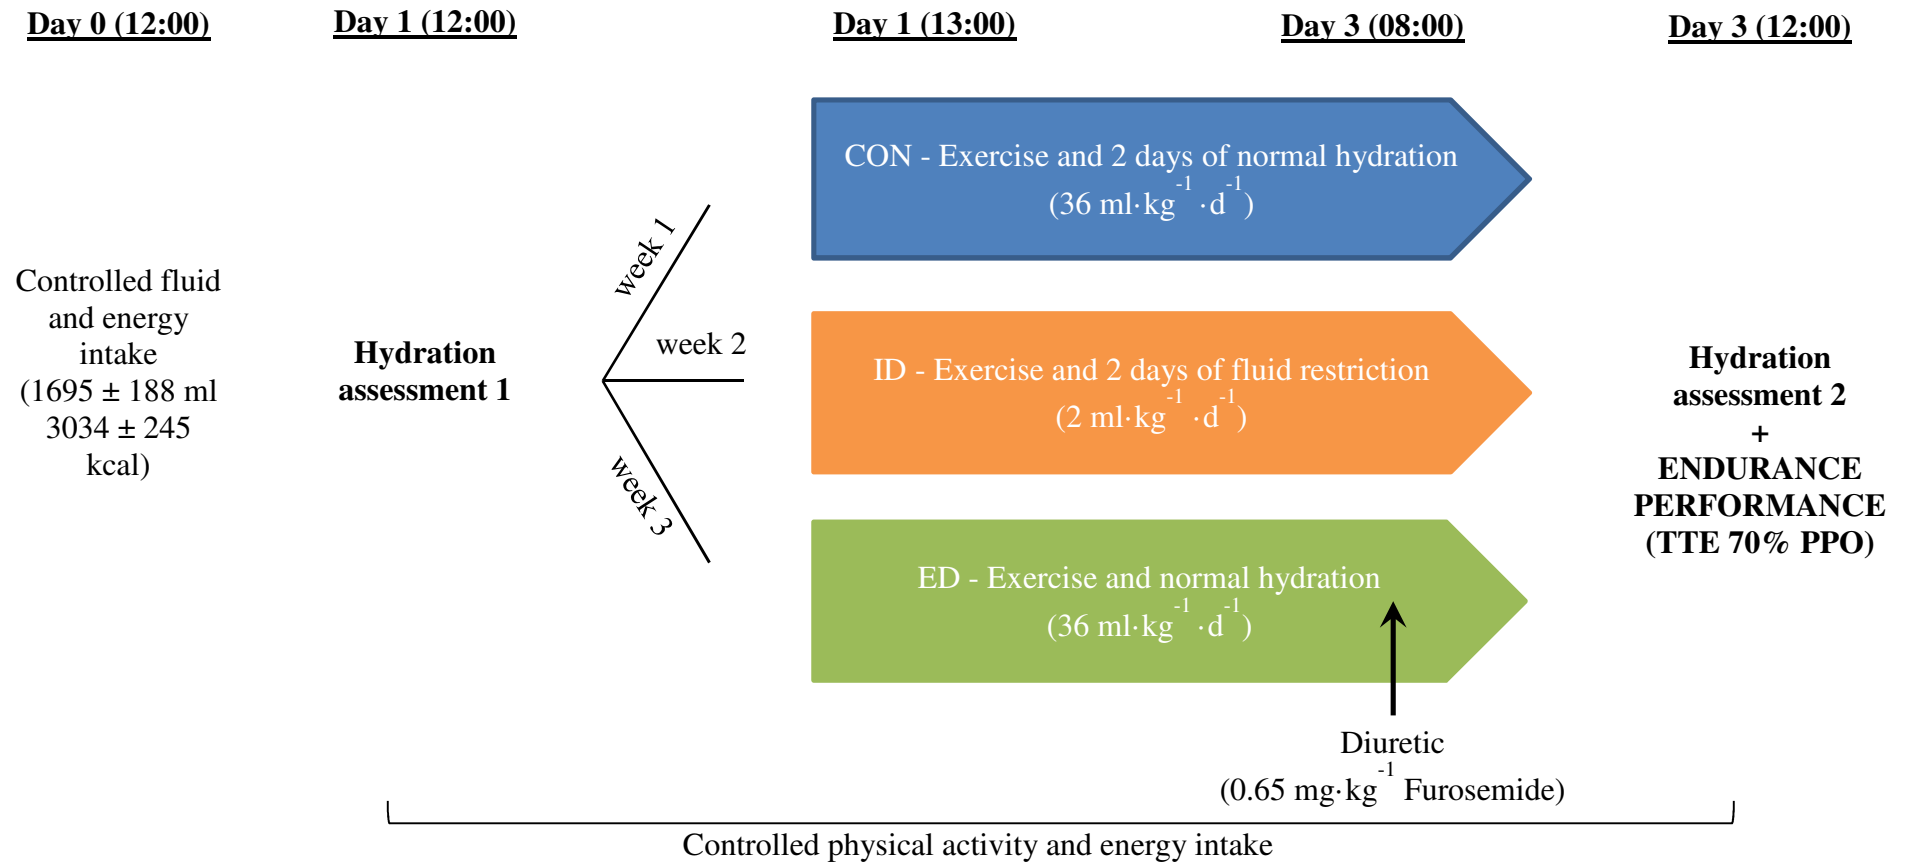 Day 0 (12:00)
Day 1 (12:00)
Day 1 (13:00)
Day 3 (08:00)
Day 3 (12:00)
Controlled fluid
and energy
intake
(1695 ± 188 ml
3034 ± 245
kcal)
Hydration
assessment 1
week 1
week 2
week 3
CON - Exercise and 2 days of normal hydration
(36 ml·kg⁻¹·d⁻¹)
ID - Exercise and 2 days of fluid restriction
(2 ml·kg⁻¹·d⁻¹)
ED - Exercise and normal hydration
(36 ml·kg⁻¹·d⁻¹)
Diuretic
(0.65 mg·kg⁻¹ Furosemide)
Hydration
assessment 2
+
ENDURANCE
PERFORMANCE
(TTE 70% PPO)
Controlled physical activity and energy intake